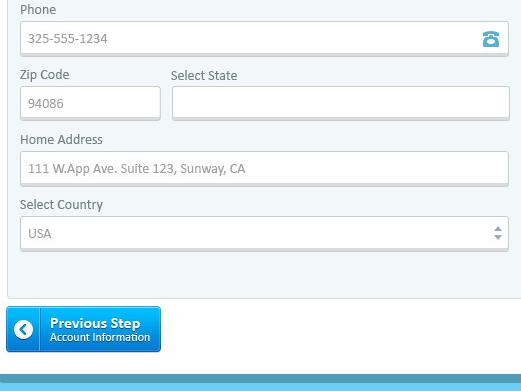 Phone
325-555-1234
Zip Code Select State
94086
Home Address
111 W.App Ave. Suite 123, Sunway, CA
Select Country
USA
Previous Step
Account Information